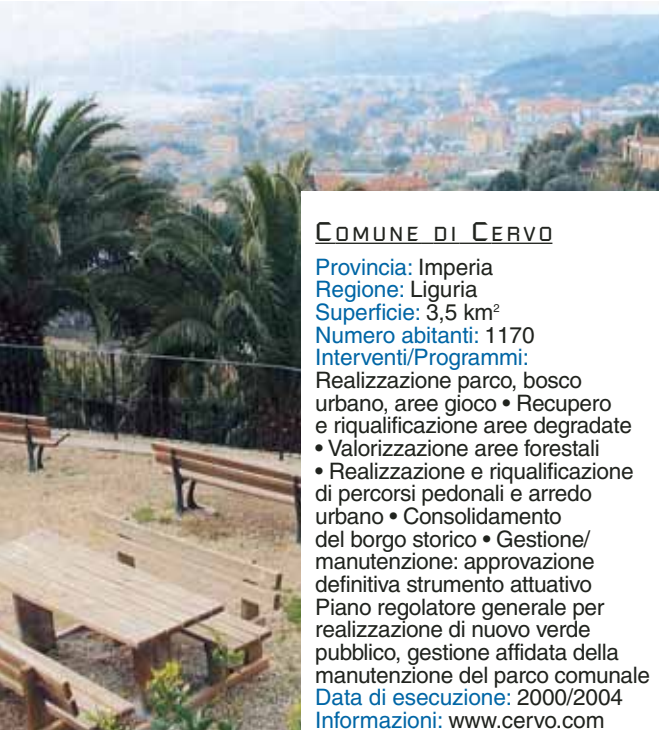 COMUNE DI CERVO
Provincia: Imperia
Regione: Liguria
Superficie: 3,5 km²
Numero abitanti: 1170
Interventi/Programmi:
Realizzazione parco, bosco
urbano, aree gioco • Recupero
e riqualificazione aree degradate
• Valorizzazione aree forestali
• Realizzazione e riqualificazione
di percorsi pedonali e arredo
urbano • Consolidamento
del borgo storico • Gestione/
manutenzione: approvazione
definitiva strumento attuativo
Piano regolatore generale per
realizzazione di nuovo verde
pubblico, gestione affidata della
manutenzione del parco comunale
Data di esecuzione: 2000/2004
Informazioni: www.cervo.com